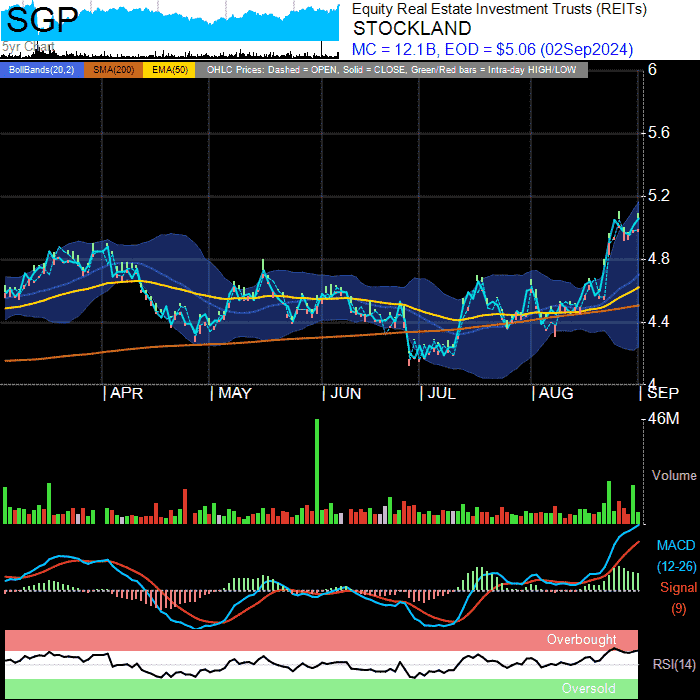 SGP
5yr Chart
Equity Real Estate Investment Trusts (REITs)
STOCKLAND
MC = 12.1B, EOD = $5.06 (02Sep2024)
BollBands(20,2) SMA(200) EMA(50) OHLC Prices: Dashed = OPEN, Solid = CLOSE, Green/Red bars = Intra-day HIGH/LOW
6
5.6
5.2
4.8
4.4
4
APR MAY JUN JUL AUG SEP
46M
Volume
MACD
(12-26)
Signal
(9)
Overbought
RSI(14)
Oversold